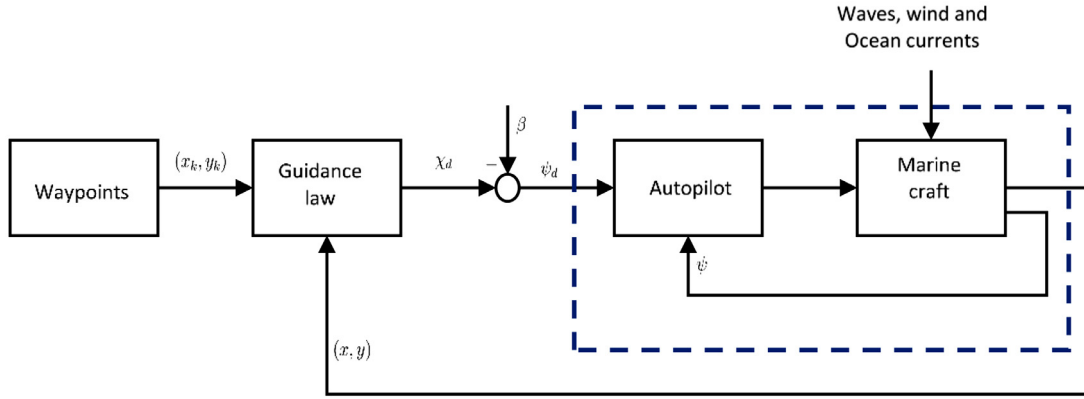 Waves, wind and
Ocean currents
β
(x_k, y_k)
χ_d
−
ψ_d
Waypoints
Guidance
law
Autopilot
Marine
craft
ψ
(x, y)